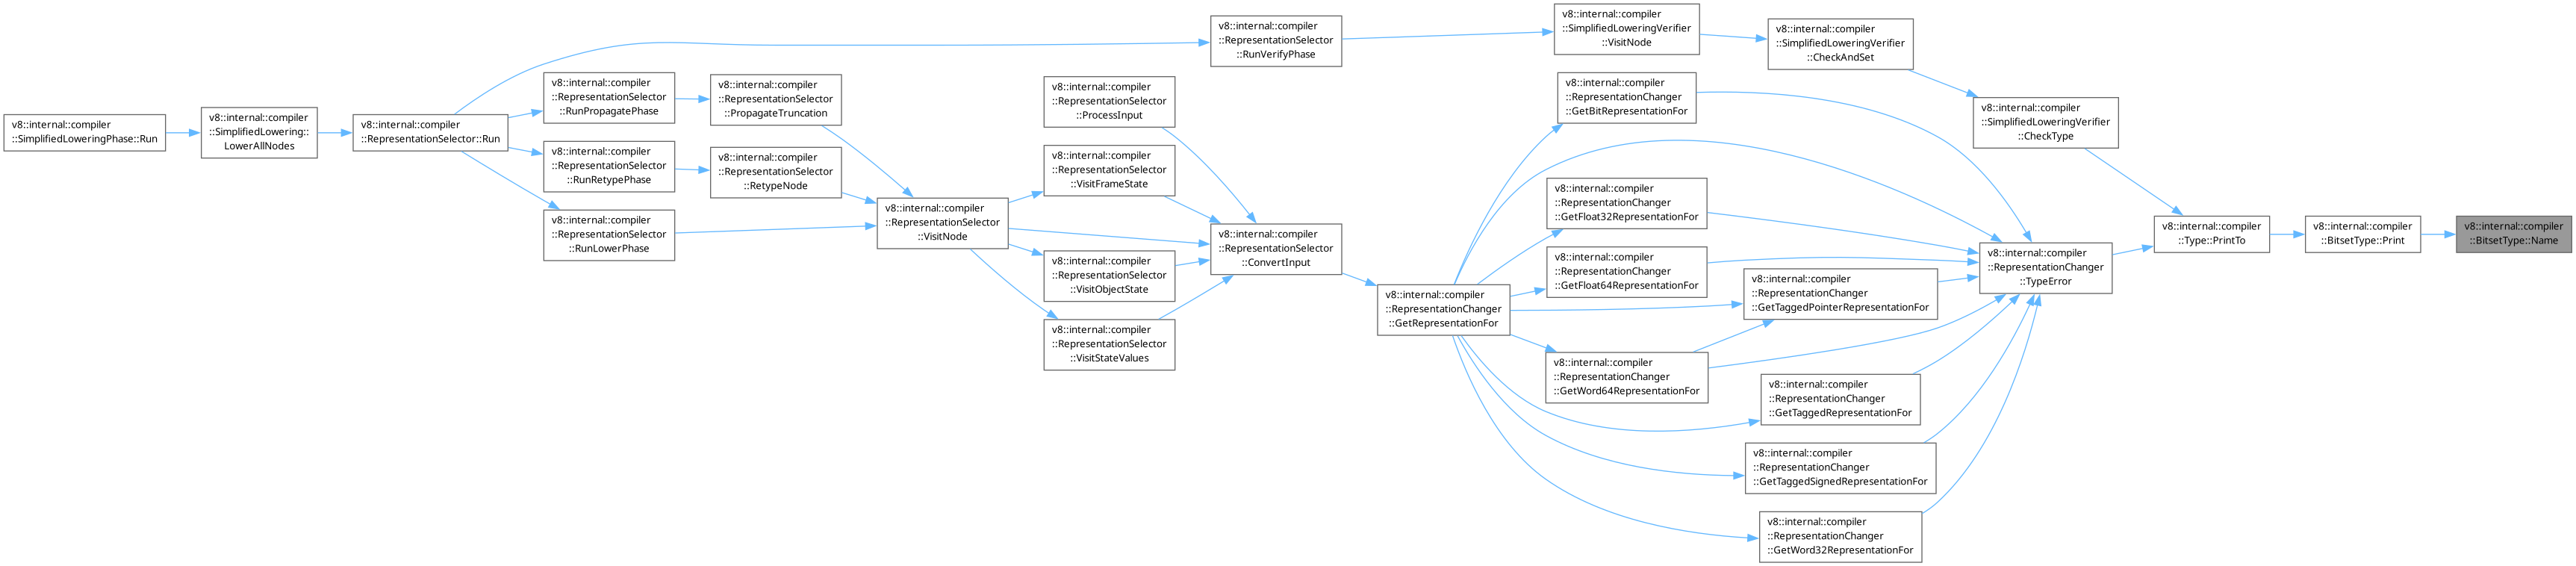 v8::internal::compiler
::SimplifiedLoweringPhase::Run
v8::internal::compiler
::SimplifiedLowering::
LowerAllNodes
v8::internal::compiler
::RepresentationSelector::Run
v8::internal::compiler
::RepresentationSelector
::RunPropagatePhase
v8::internal::compiler
::RepresentationSelector
::RunRetypePhase
v8::internal::compiler
::RepresentationSelector
::RunLowerPhase
v8::internal::compiler
::RepresentationSelector
::PropagateTruncation
v8::internal::compiler
::RepresentationSelector
::RetypeNode
v8::internal::compiler
::RepresentationSelector
::VisitNode
v8::internal::compiler
::RepresentationSelector
::ProcessInput
v8::internal::compiler
::RepresentationSelector
::VisitFrameState
v8::internal::compiler
::RepresentationSelector
::VisitObjectState
v8::internal::compiler
::RepresentationSelector
::VisitStateValues
v8::internal::compiler
::RepresentationSelector
::RunVerifyPhase
v8::internal::compiler
::RepresentationSelector
::ConvertInput
v8::internal::compiler
::RepresentationChanger
::GetRepresentationFor
v8::internal::compiler
::SimplifiedLoweringVerifier
::VisitNode
v8::internal::compiler
::RepresentationChanger
::GetBitRepresentationFor
v8::internal::compiler
::RepresentationChanger
::GetFloat32RepresentationFor
v8::internal::compiler
::RepresentationChanger
::GetFloat64RepresentationFor
v8::internal::compiler
::RepresentationChanger
::GetWord64RepresentationFor
v8::internal::compiler
::SimplifiedLoweringVerifier
::CheckAndSet
v8::internal::compiler
::RepresentationChanger
::GetTaggedPointerRepresentationFor
v8::internal::compiler
::RepresentationChanger
::GetTaggedRepresentationFor
v8::internal::compiler
::RepresentationChanger
::GetTaggedSignedRepresentationFor
v8::internal::compiler
::RepresentationChanger
::GetWord32RepresentationFor
v8::internal::compiler
::SimplifiedLoweringVerifier
::CheckType
v8::internal::compiler
::RepresentationChanger
::TypeError
v8::internal::compiler
::Type::PrintTo
v8::internal::compiler
::BitsetType::Print
v8::internal::compiler
::BitsetType::Name